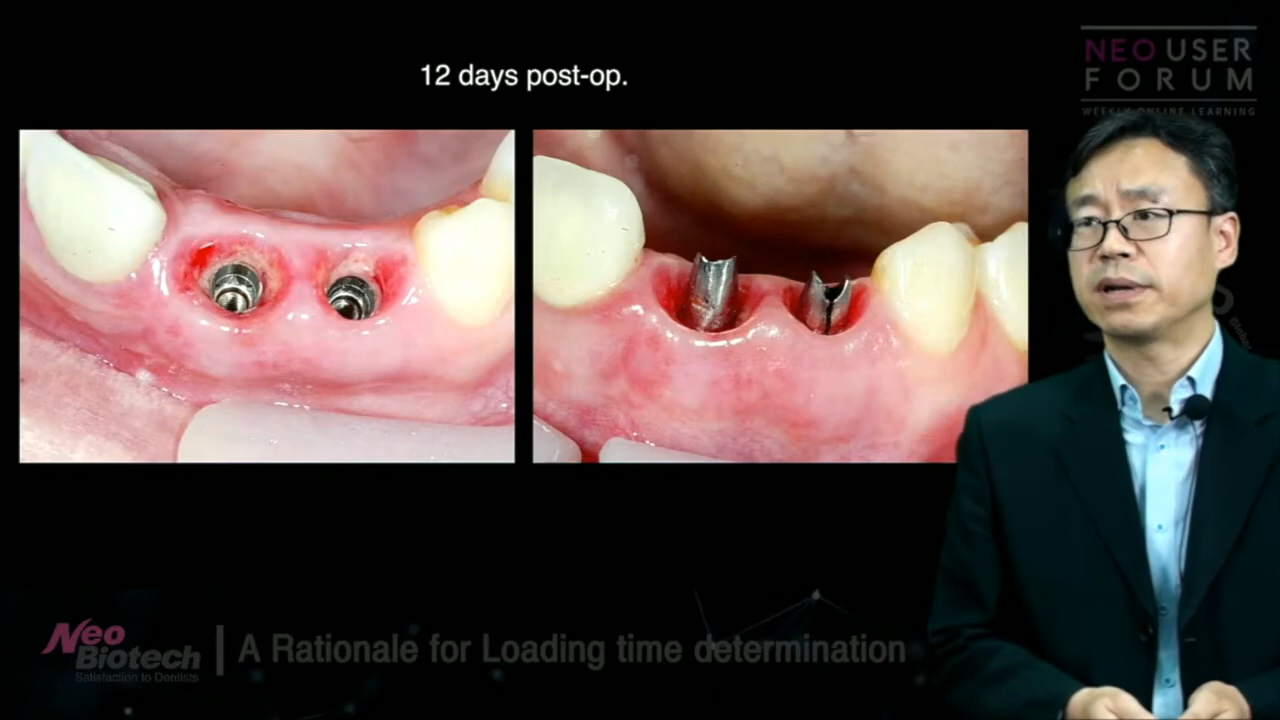 12 days post-op.
NEO USER
FORUM
WEEKLY ONLINE LEARNING
Neo
Biotech
Satisfaction to Dentists
A Rationale for Loading time determination